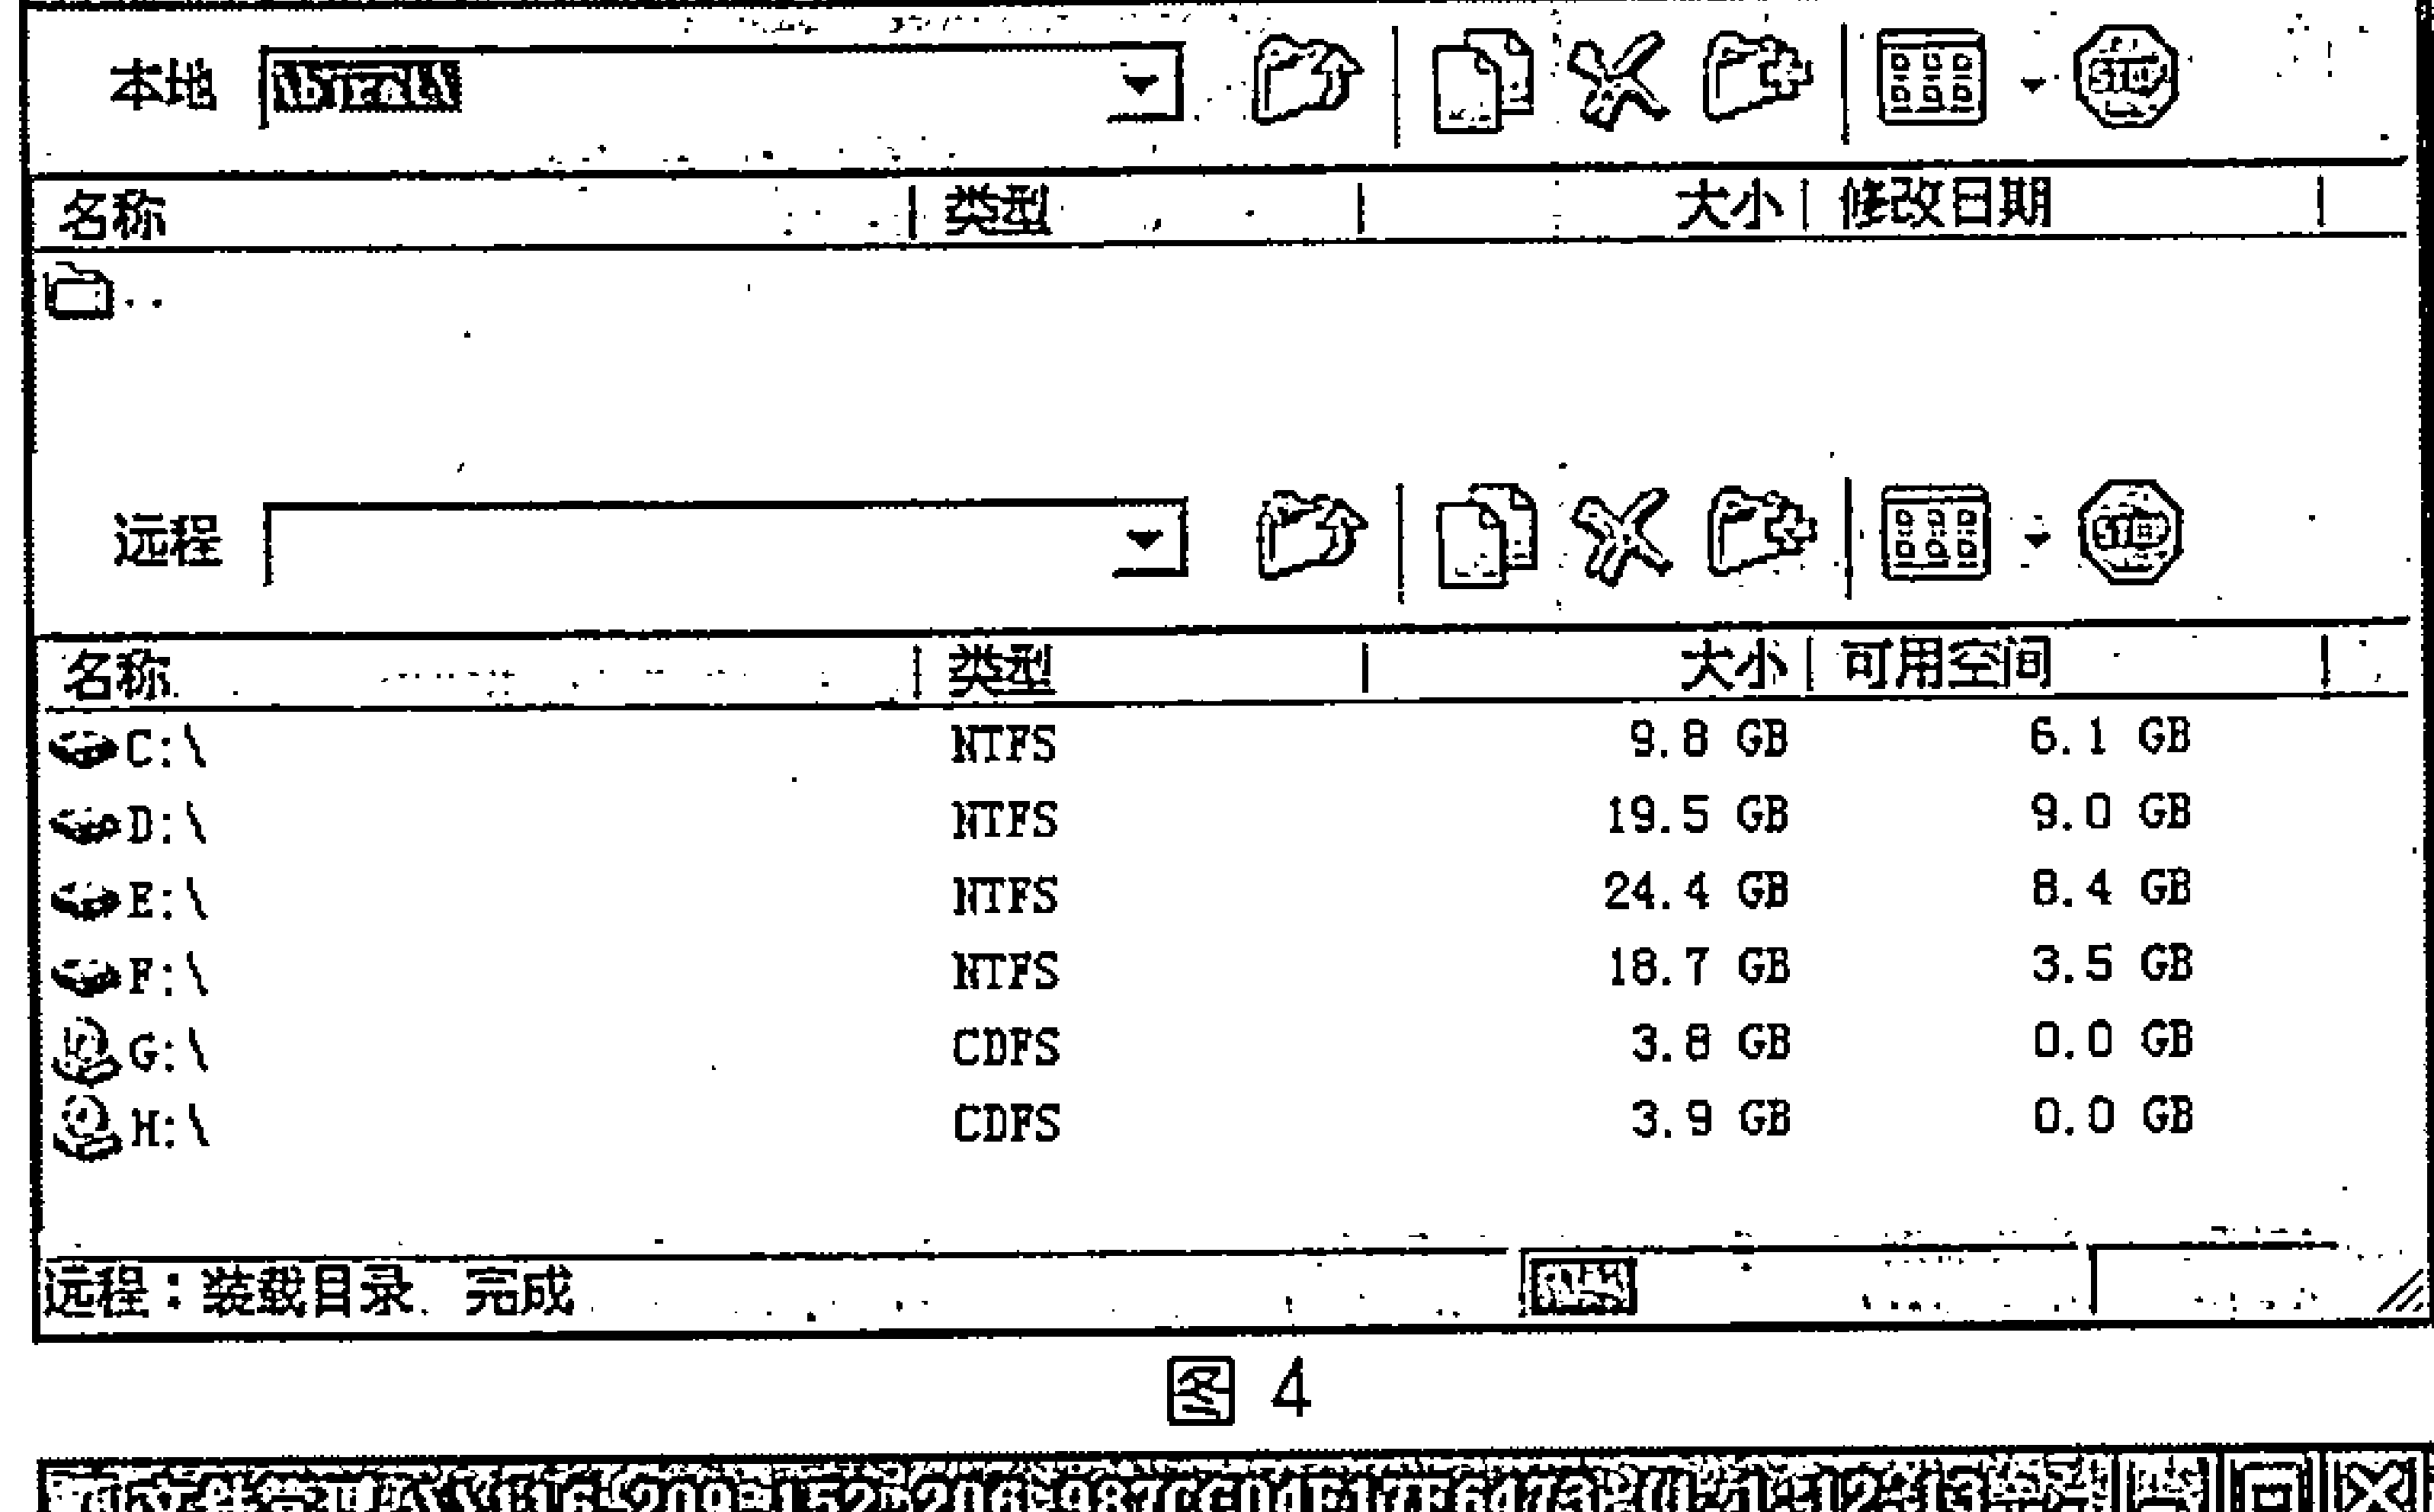 本地
STOP
名称 类型 大小 修改日期
..
远程
STOP
名称 类型 大小 可用空间
C:\ NTFS 9.8 GB 6.1 GB
D:\ NTFS 19.5 GB 9.0 GB
E:\ NTFS 24.4 GB 8.4 GB
F:\ NTFS 18.7 GB 3.5 GB
G:\ CDFS 3.8 GB 0.0 GB
H:\ CDFS 3.9 GB 0.0 GB
远程：装载目录 完成
图 4